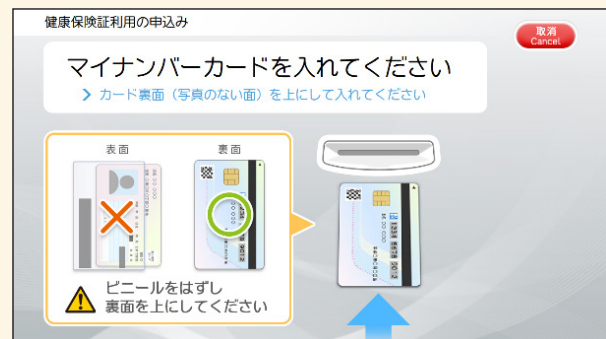 健康保険証利用の申込み
取消
Cancel
マイナンバーカードを入れてください
カード裏面（写真のない面）を上にして入れてください
表面
裏面
ビニールをはずし
裏面を上にしてください